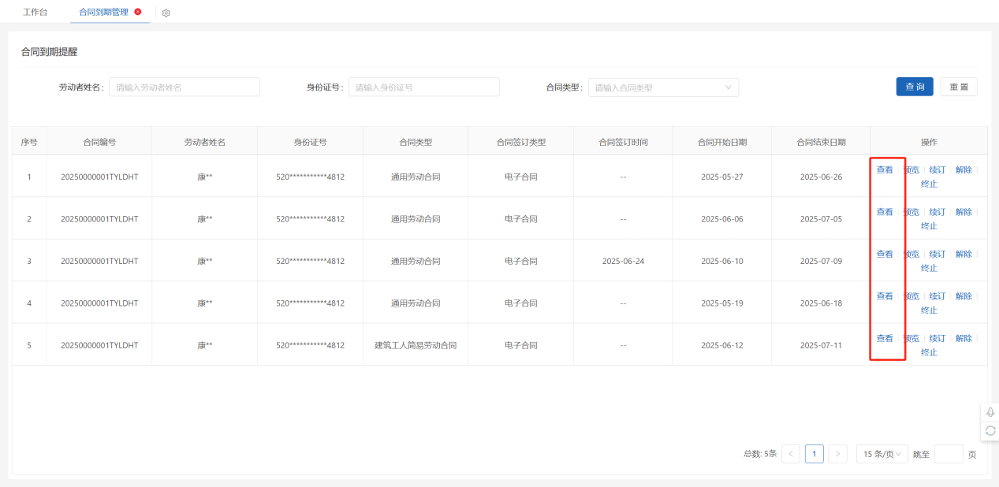 工作台 合同到期管理
合同到期提醒
劳动者姓名: 请输入劳动者姓名 身份证号: 请输入身份证号 合同类型: 请输入合同类型 查 询 重 置
序号 合同编号 劳动者姓名 身份证号 合同类型 合同签订类型 合同签订时间 合同开始日期 合同结束日期 操作
1 20250000001TYLDHT 康** 520***********4812 通用劳动合同 电子合同 -- 2025-05-27 2025-06-26 查看 预览 续订 解除
终止
2 20250000001TYLDHT 康** 520***********4812 通用劳动合同 电子合同 -- 2025-06-06 2025-07-05 查看 预览 续订 解除
终止
3 20250000001TYLDHT 康** 520***********4812 通用劳动合同 电子合同 2025-06-24 2025-06-10 2025-07-09 查看 预览 续订 解除
终止
4 20250000001TYLDHT 康** 520***********4812 通用劳动合同 电子合同 -- 2025-05-19 2025-06-18 查看 预览 续订 解除
终止
5 20250000001TYLDHT 康** 520***********4812 建筑工人简易劳动合同 电子合同 -- 2025-06-12 2025-07-11 查看 预览 续订 解除
终止
总数: 5条 1 15 条/页 跳至 页